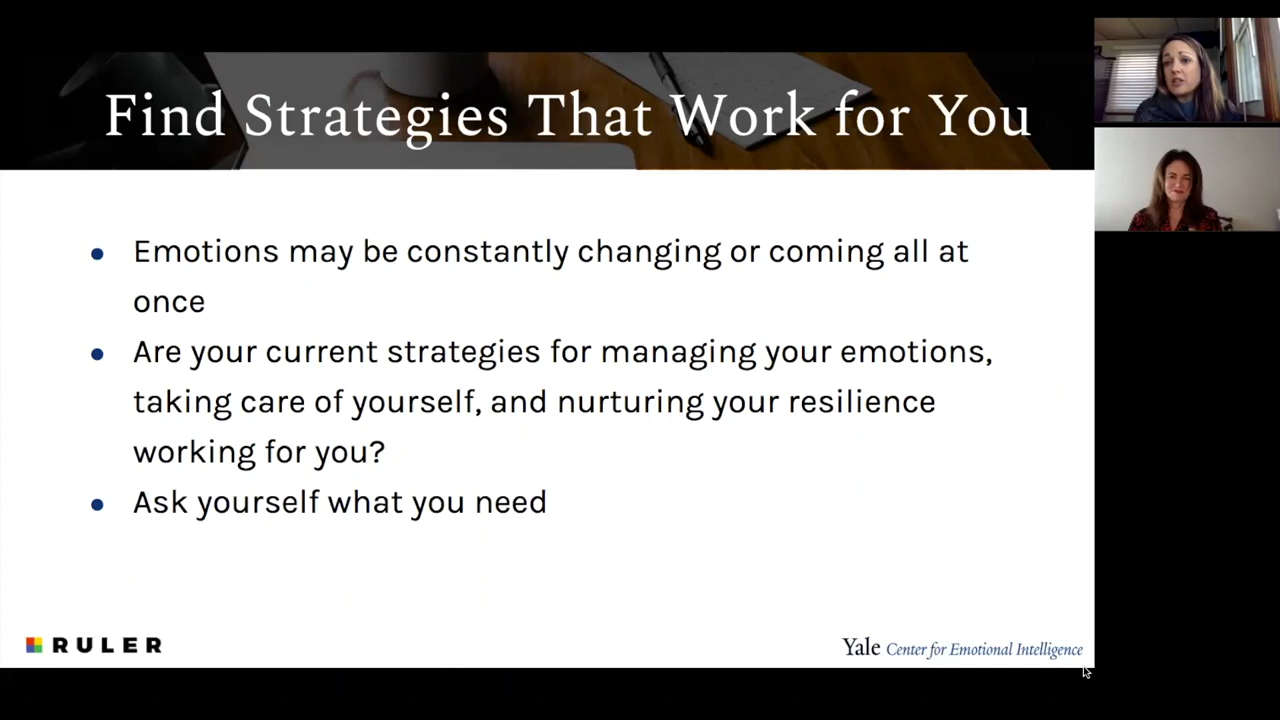 Find Strategies That Work for You
Emotions may be constantly changing or coming all at
once
Are your current strategies for managing your emotions,
taking care of yourself, and nurturing your resilience
working for you?
Ask yourself what you need
RULER
Yale Center for Emotional Intelligence